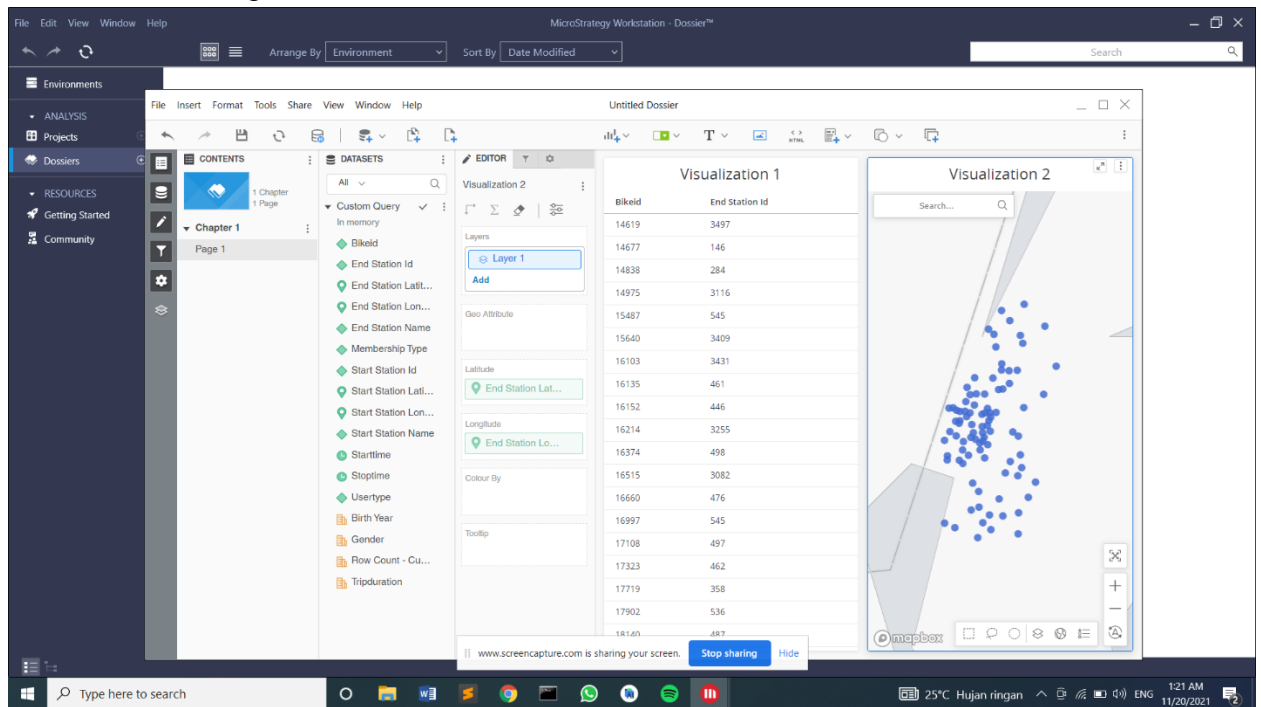 File Edit View Window Help
MicroStrategy Workstation - Dossier™
Arrange By Environment
Sort By Date Modified
Search
Environments
ANALYSIS
Projects
Dossiers
RESOURCES
Getting Started
Community
File Insert Format Tools Share View Window Help
Untitled Dossier
T
HTML
CONTENTS
1 Chapter
1 Page
Chapter 1
Page 1
DATASETS
All
Custom Query
In memory
Bikeid
End Station Id
End Station Latit...
End Station Lon...
End Station Name
Membership Type
Start Station Id
Start Station Lati...
Start Station Lon...
Start Station Name
Starttime
Stoptime
Usertype
Birth Year
Gender
Row Count - Cu...
Tripduration
EDITOR
Visualization 2
Layers
Layer 1
Add
Geo Attribute
Latitude
End Station Lat...
Longitude
End Station Lo...
Colour By
Tooltip
Visualization 1
Bikeid End Station Id
14619 3497
14677 146
14838 284
14975 3116
15487 545
15640 3409
16103 3431
16135 461
16152 446
16214 3255
16374 498
16515 3082
16660 476
16997 545
17108 497
17323 462
17719 358
17902 536
18140 487
Visualization 2
Search...
mapbox
www.screencapture.com is sharing your screen. Stop sharing Hide
Type here to search
25°C Hujan ringan
ENG
1:21 AM
11/20/2021
2